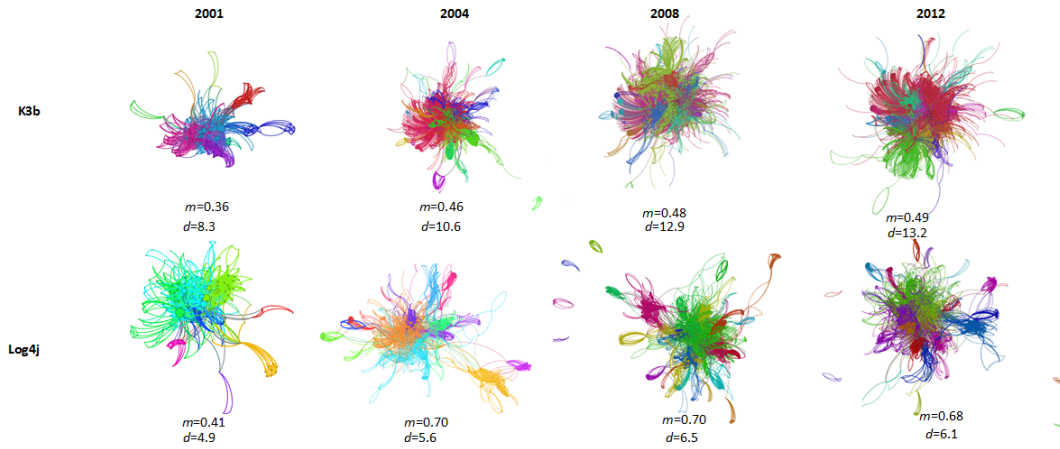 2001 2004 2008 2012
K3b
m=0.36 m=0.46 m=0.48 m=0.49
d=8.3 d=10.6 d=12.9 d=13.2
Log4j
m=0.41 m=0.70 m=0.70 m=0.68
d=4.9 d=5.6 d=6.5 d=6.1